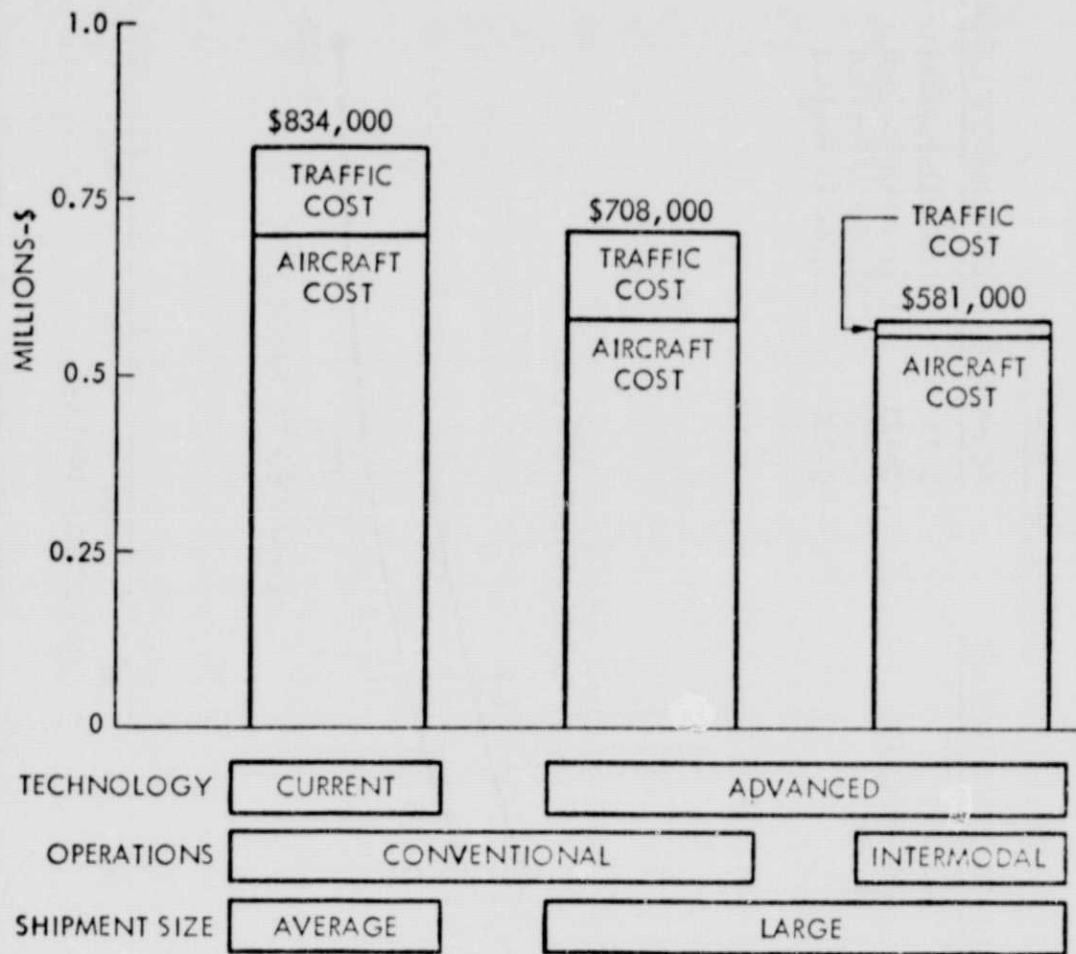 1.0
$834,000
TRAFFIC
COST
0.75
$708,000
TRAFFIC
COST
AIRCRAFT
COST
TRAFFIC
COST
$581,000
MILLIONS-$
AIRCRAFT
COST
0.5
AIRCRAFT
COST
0.25
0
TECHNOLOGY CURRENT ADVANCED
OPERATIONS CONVENTIONAL INTERMODAL
SHIPMENT SIZE AVERAGE LARGE